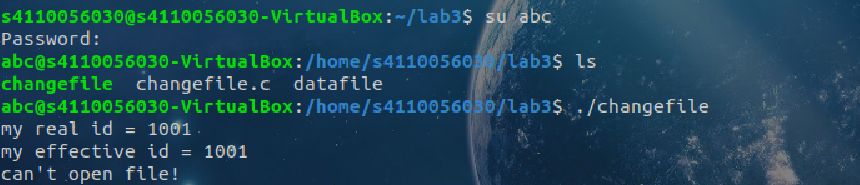 s4110056030@s4110056030-VirtualBox:~/lab3$ su abc
Password:
abc@s4110056030-VirtualBox:/home/s4110056030/lab3$ ls
changefile  changefile.c  datafile
abc@s4110056030-VirtualBox:/home/s4110056030/lab3$ ./changefile
my real id = 1001
my effective id = 1001
can't open file!